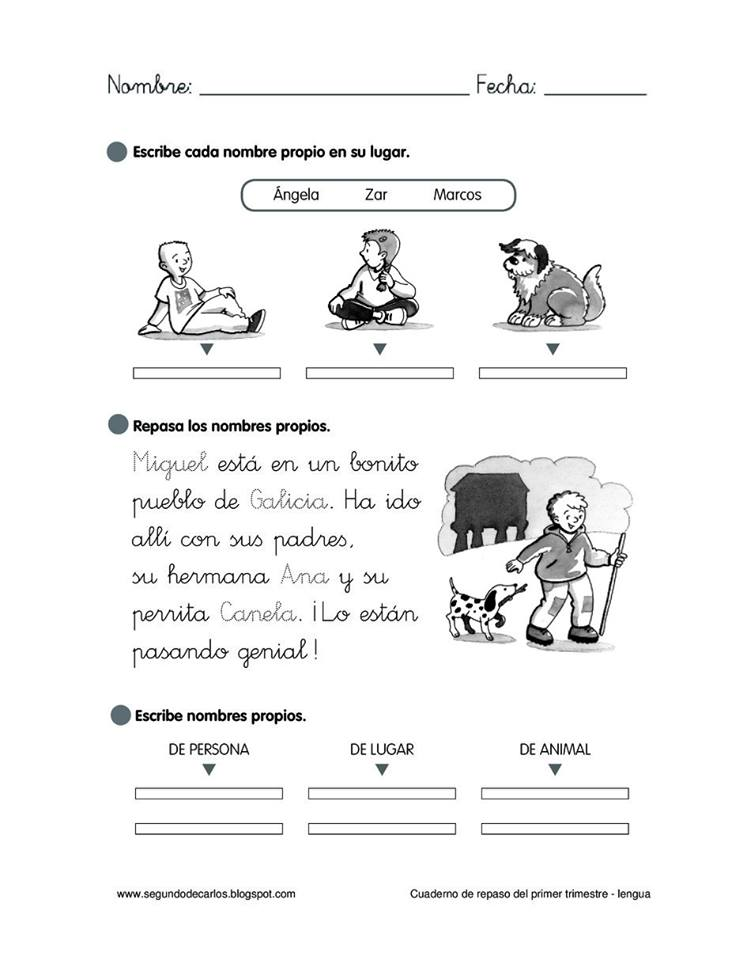 Nombre: Fecha:
Escribe cada nombre propio en su lugar.
Ángela Zar Marcos
Repasa los nombres propios.
Miguel está en un bonito
pueblo de Galicia. Ha ido
allí con sus padres,
su hermana Ana y su
perrita Canela. ¡Lo están
pasando genial!
Escribe nombres propios.
DE PERSONA DE LUGAR DE ANIMAL
www.segundodecarlos.blogspot.com Cuaderno de repaso del primer trimestre - lengua